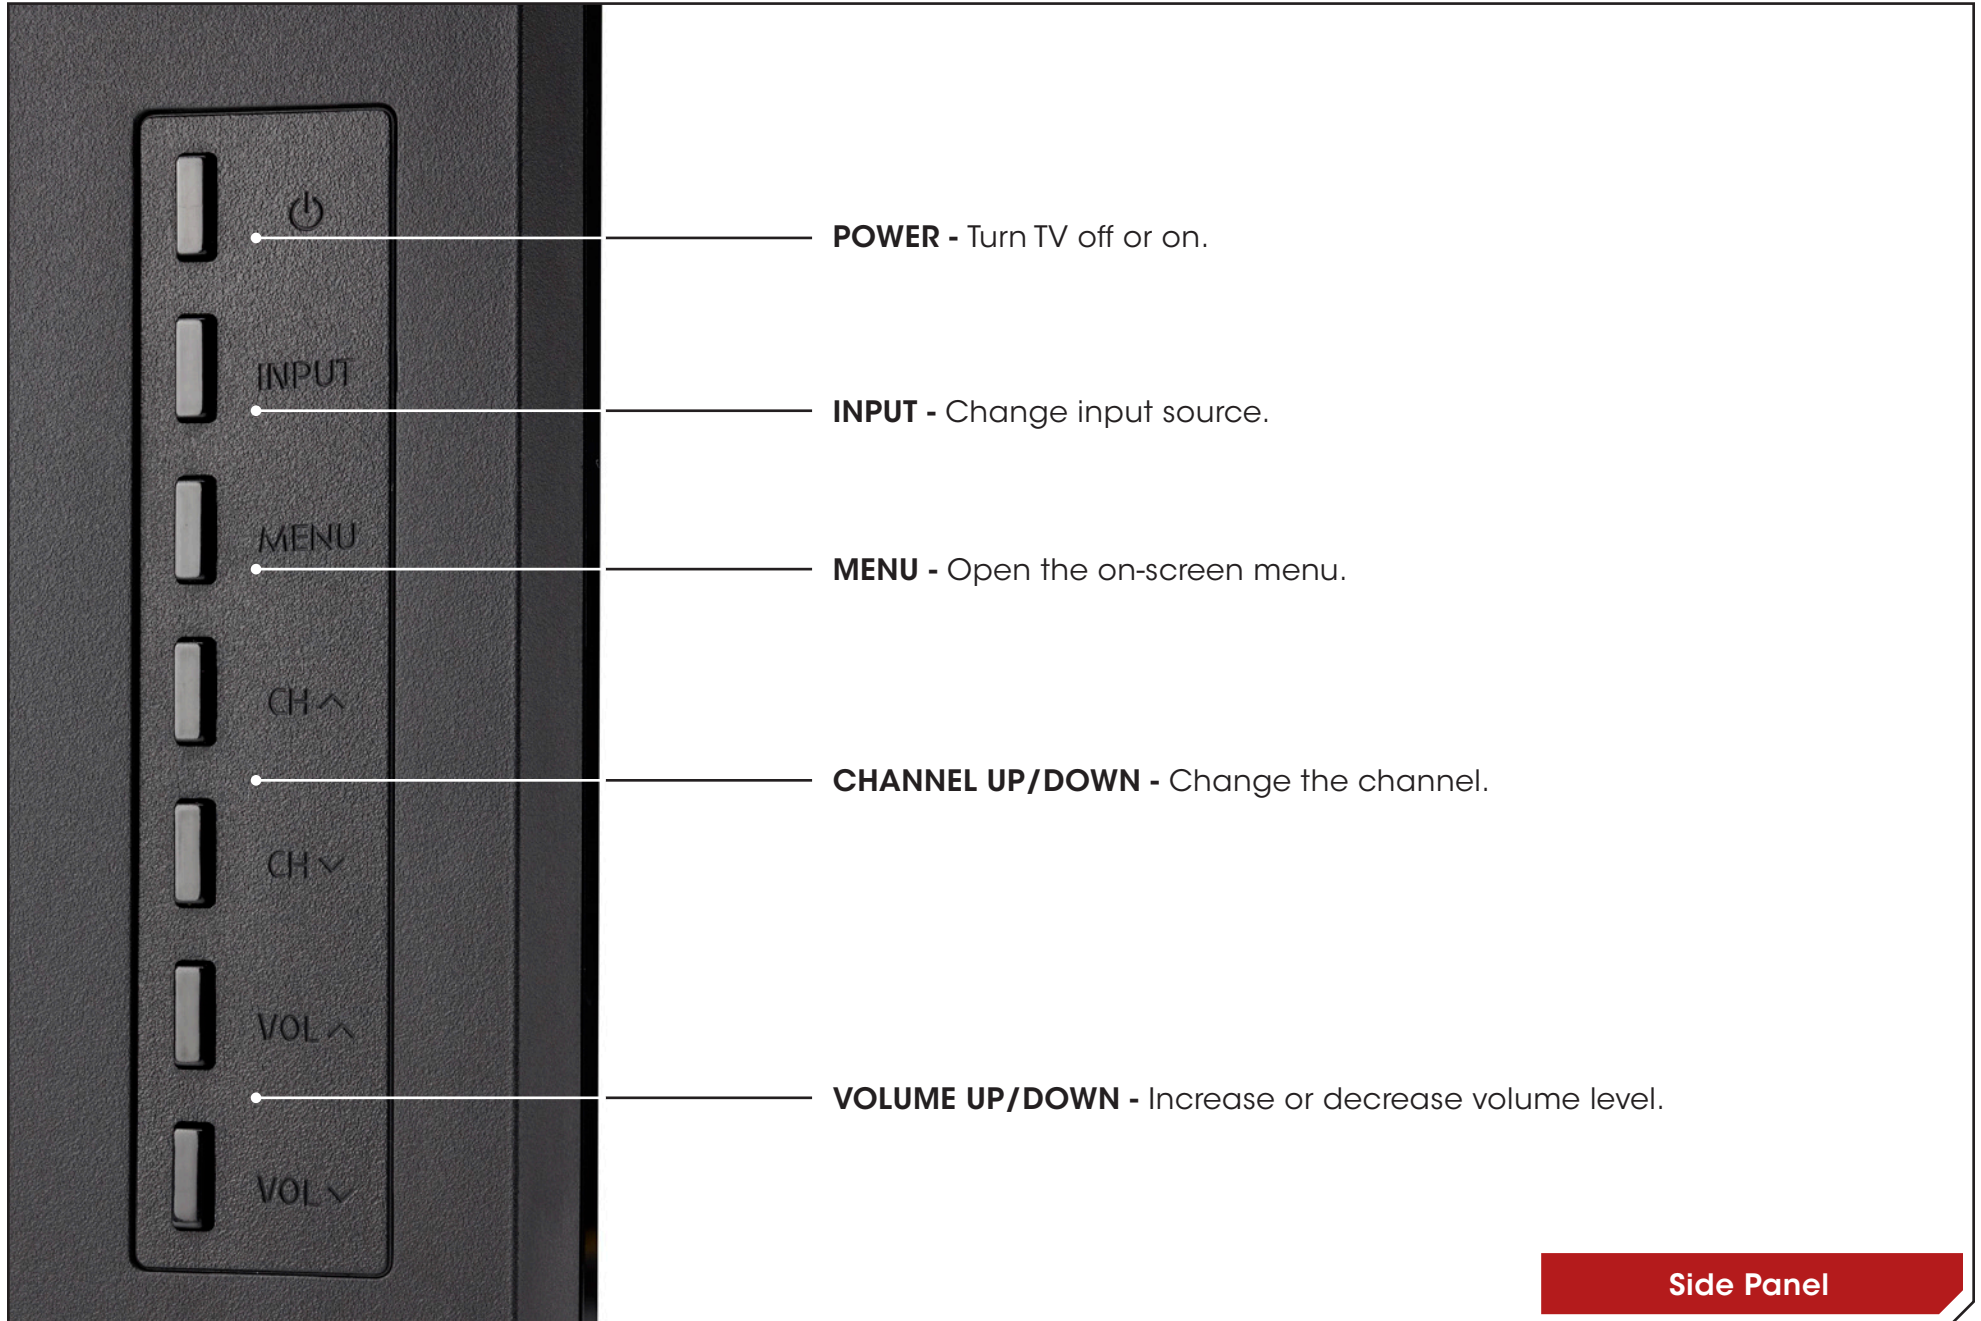 INPUT
MENU
CH ^
CH ˅
VOL ^
VOL ˅
POWER - Turn TV off or on.
INPUT - Change input source.
MENU - Open the on-screen menu.
CHANNEL UP/DOWN - Change the channel.
VOLUME UP/DOWN - Increase or decrease volume level.
Side Panel